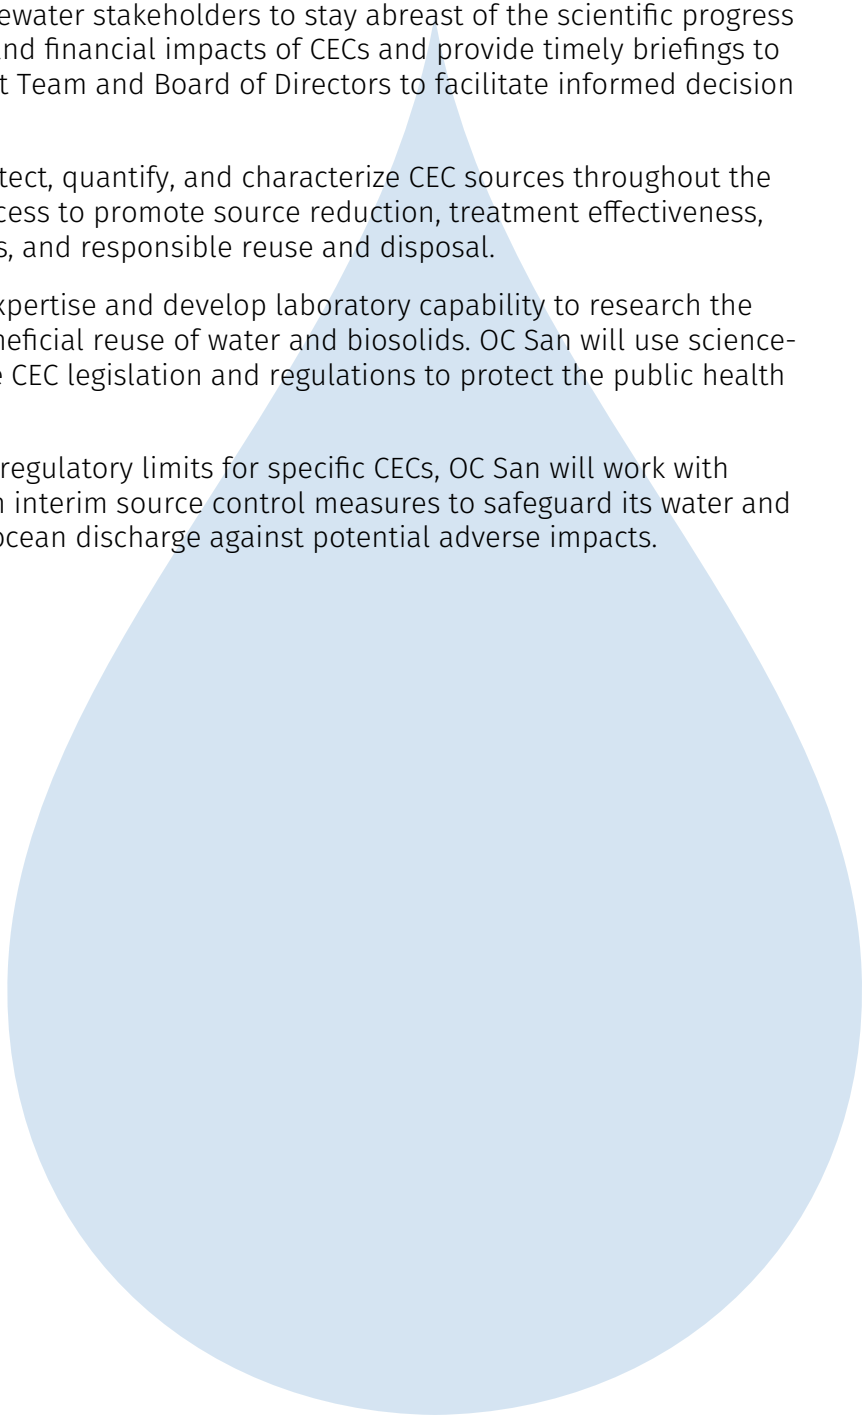 ewater stakeholders to stay abreast of the scientific progress
and financial impacts of CECs and provide timely briefings to
t Team and Board of Directors to facilitate informed decision
tect, quantify, and characterize CEC sources throughout the
cess to promote source reduction, treatment effectiveness,
s, and responsible reuse and disposal.
xpertise and develop laboratory capability to research the
neficial reuse of water and biosolids. OC San will use science-
e CEC legislation and regulations to protect the public health
regulatory limits for specific CECs, OC San will work with
n interim source control measures to safeguard its water and
ocean discharge against potential adverse impacts.